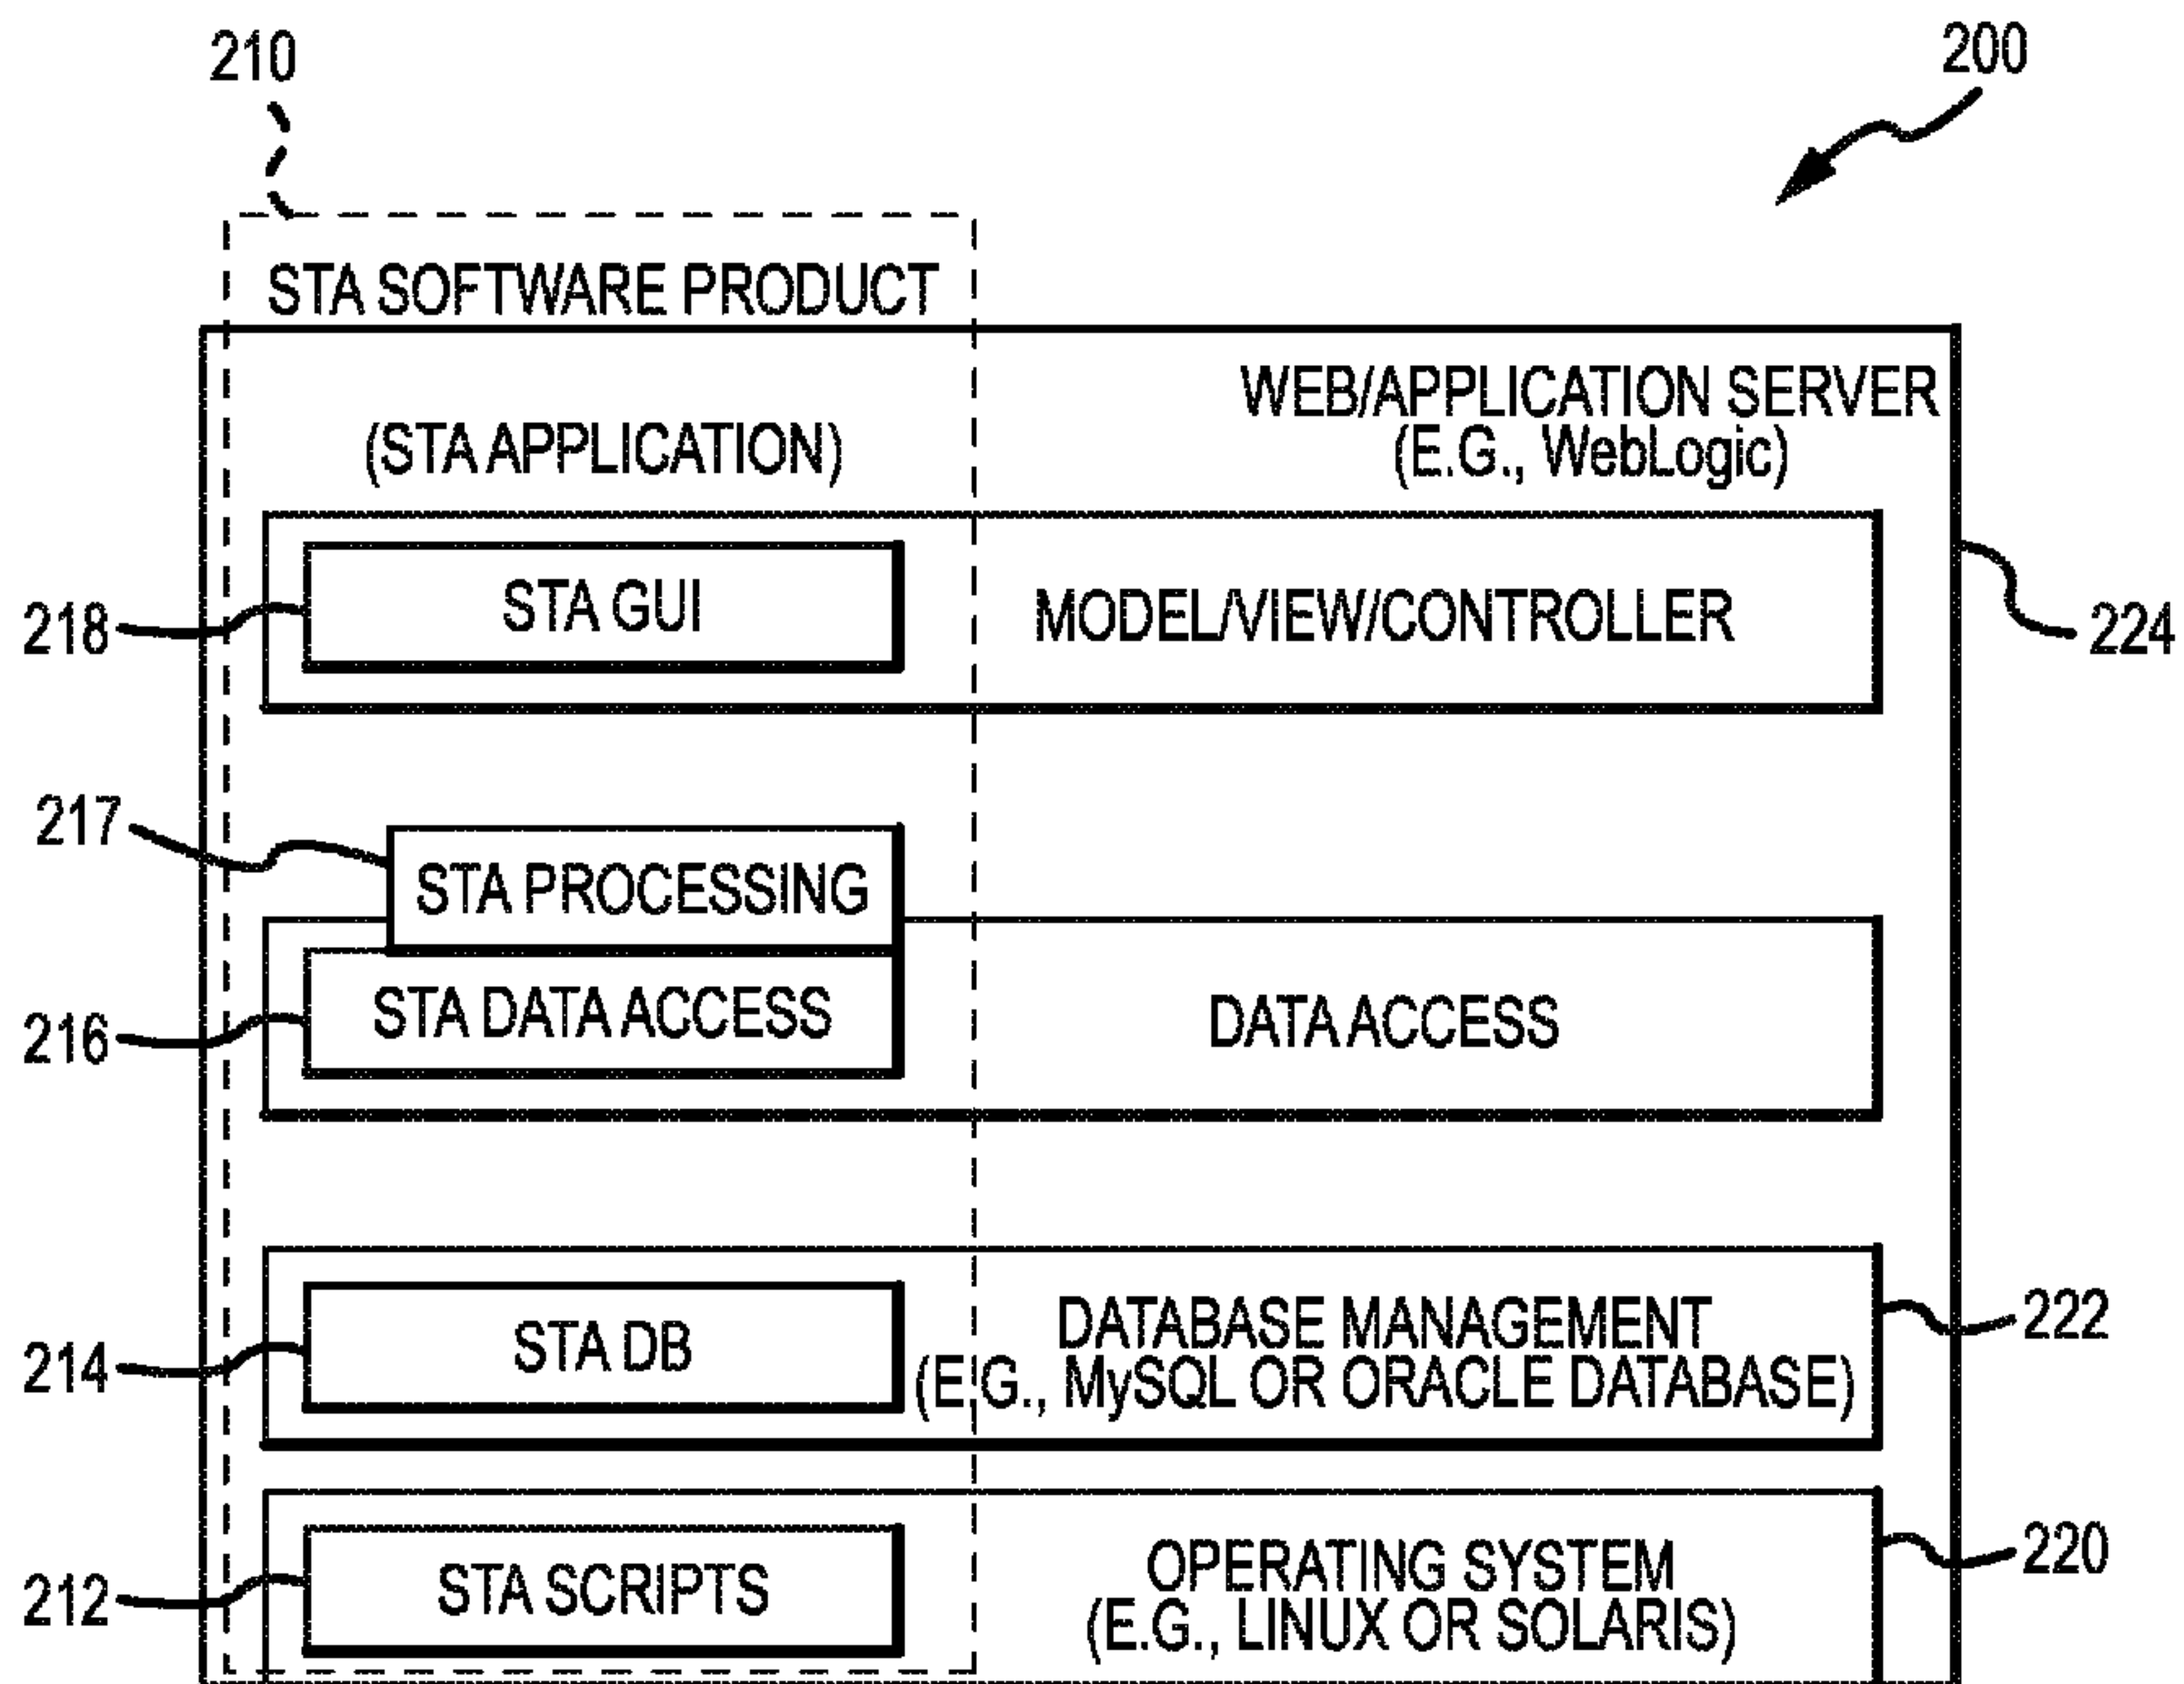 210
200
STA SOFTWARE PRODUCT
WEB/APPLICATION SERVER
(E.G., WebLogic)
(STA APPLICATION)
218
STA GUI
MODEL/VIEW/CONTROLLER
224
217
STA PROCESSING
216
STA DATA ACCESS
DATA ACCESS
214
STA DB
DATABASE MANAGEMENT
(E.G., MySQL OR ORACLE DATABASE)
222
212
STA SCRIPTS
OPERATING SYSTEM
(E.G., LINUX OR SOLARIS)
220